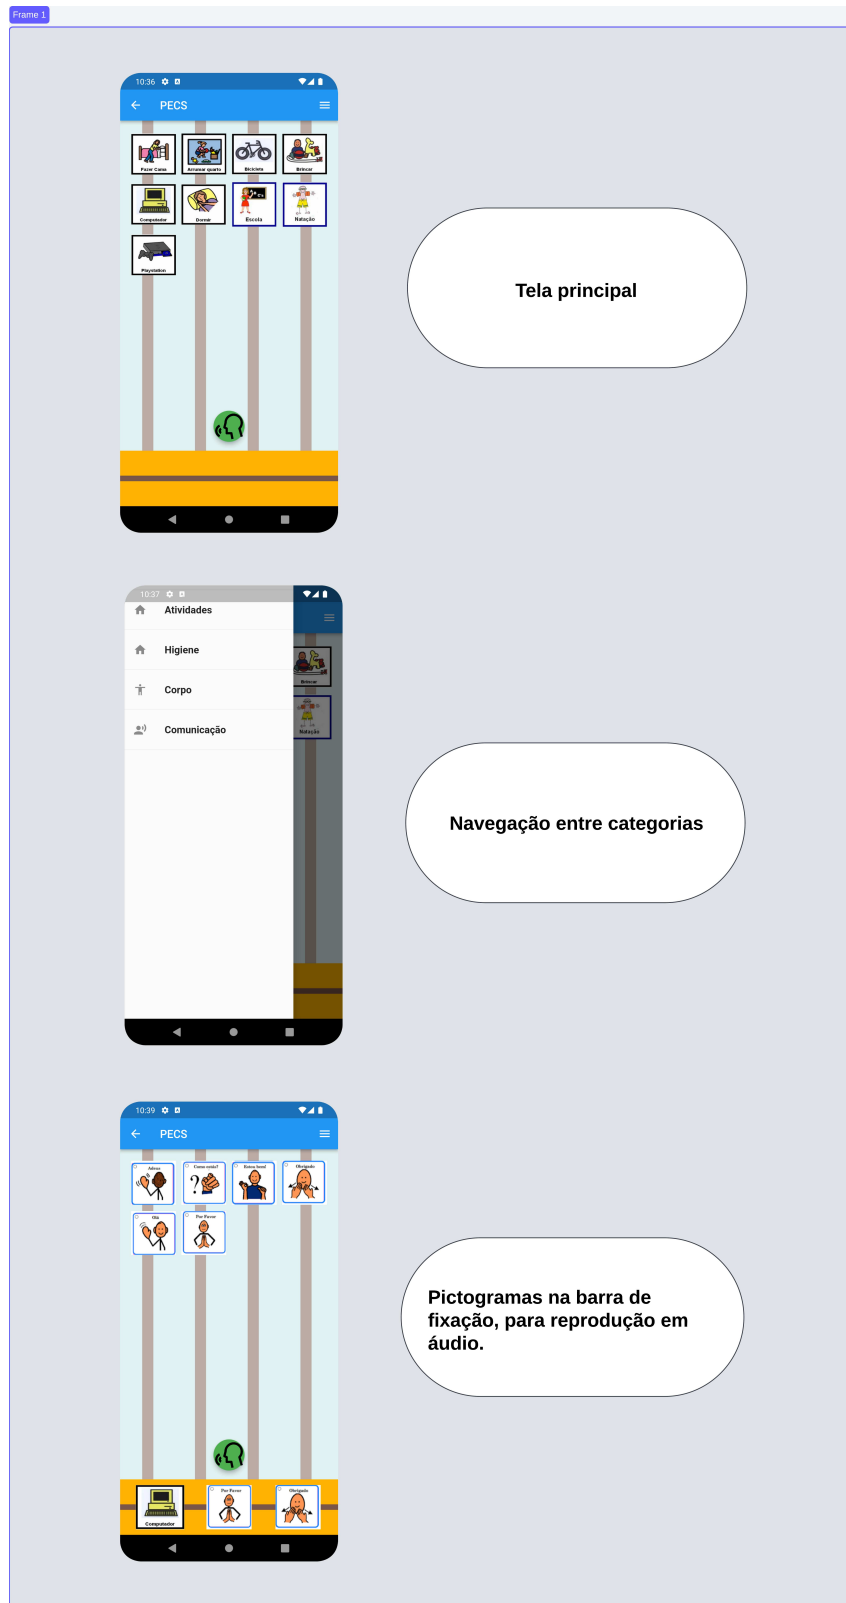 Frame 1
10:36
PECS
Fazer Cama
Arrumar quarto
Bicicleta
Brincar
Computador
Dormir
Escola
Natação
Playstation
Tela principal
10:37
Atividades
Higiene
Corpo
Comunicação
Brincar
Natação
Navegação entre categorias
10:39
PECS
Adeus
Como estás?
Estou bem!
Obrigado
Olá
Por Favor
Pictogramas na barra de
fixação, para reprodução em
áudio.
Computador
Por Favor
Obrigado